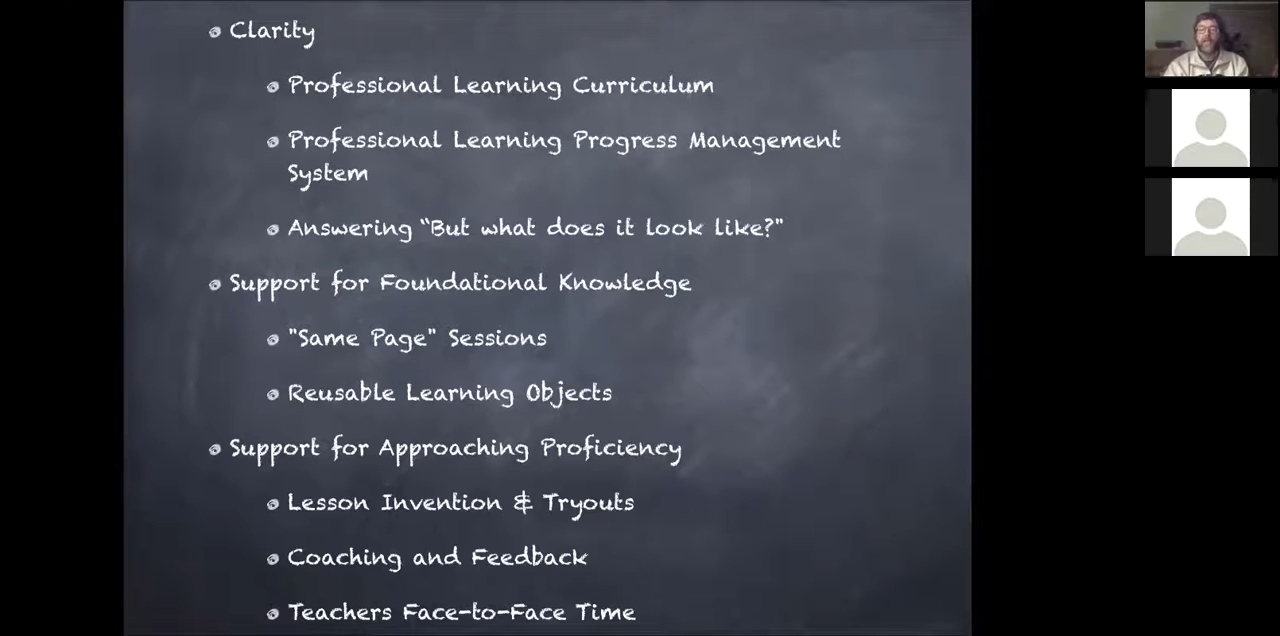 Clarity
Professional Learning Curriculum
Professional Learning Progress Management
System
Answering “But what does it look like?"
Support for Foundational Knowledge
"Same Page" Sessions
Reusable Learning Objects
Support for Approaching Proficiency
Lesson Invention & Tryouts
Coaching and Feedback
Teachers Face-to-Face Time